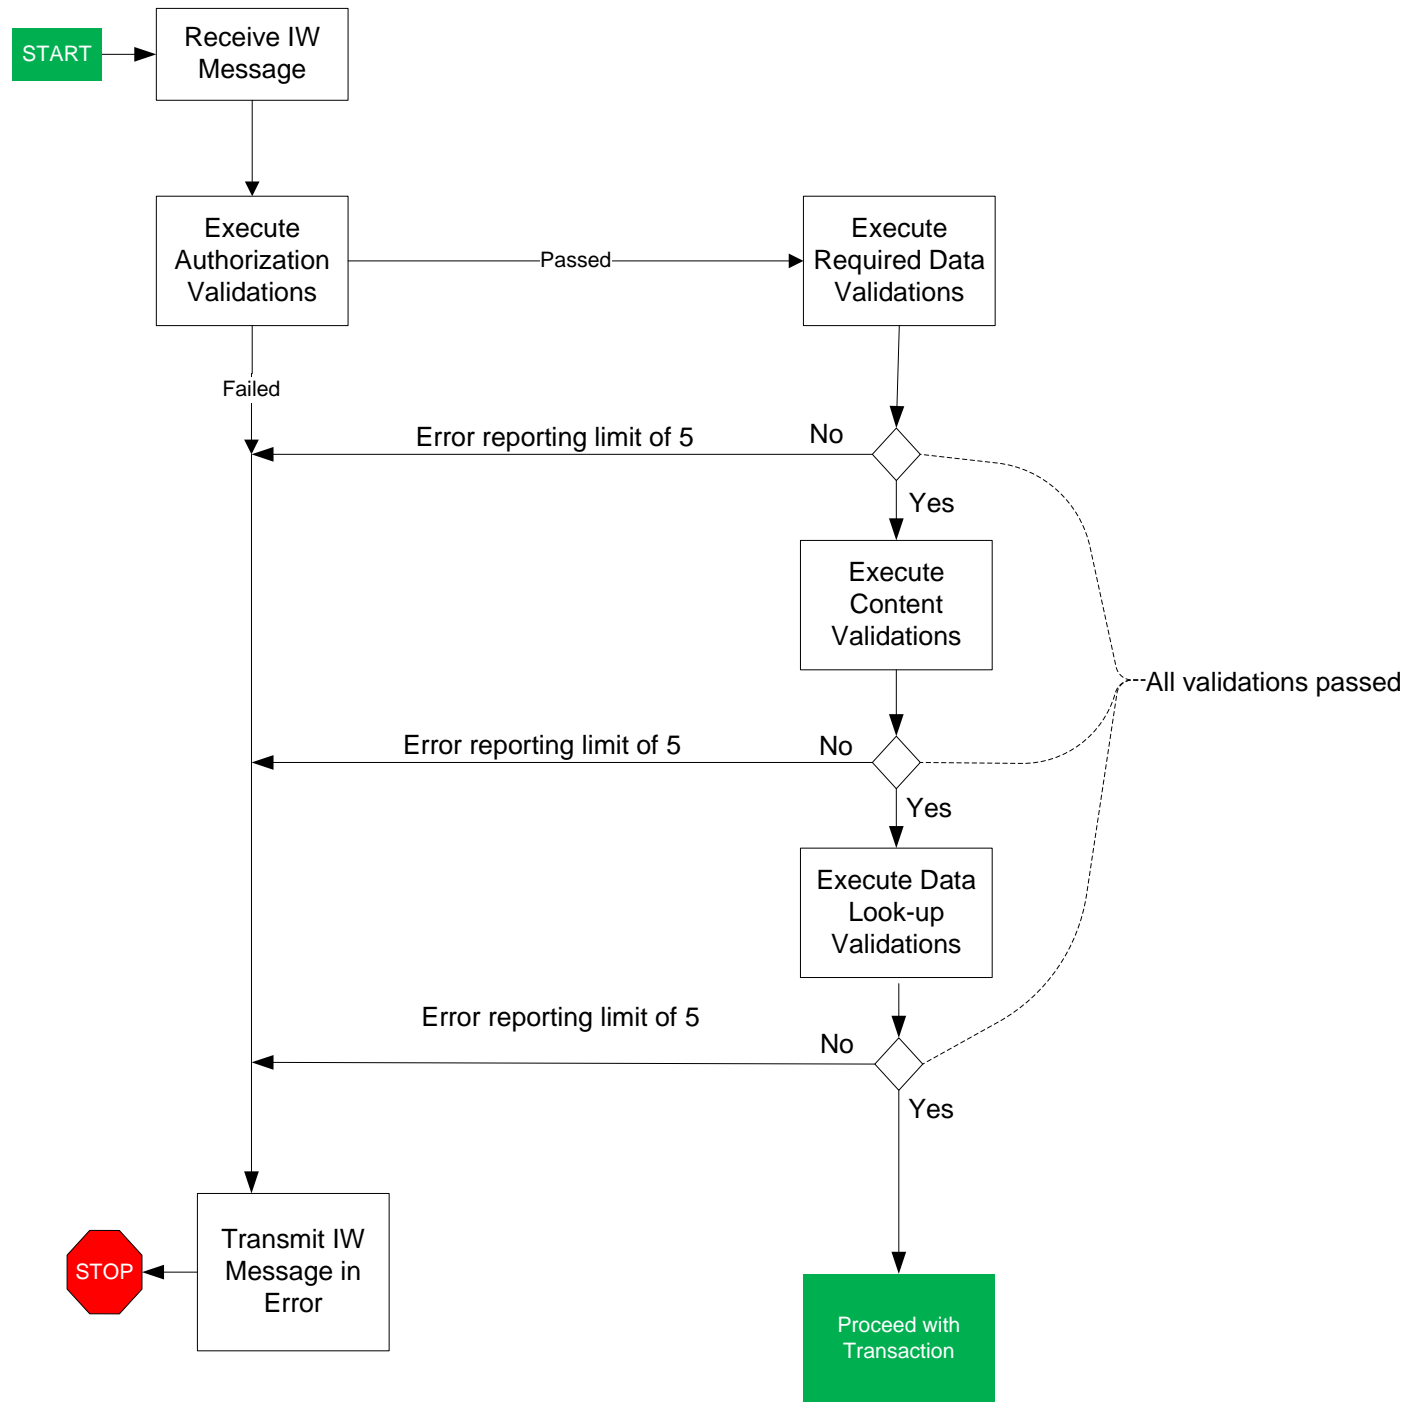 START
Receive IW
Message
Execute
Authorization
Validations
Passed
Execute
Required Data
Validations
Failed
Error reporting limit of 5
No
Yes
Execute
Content
Validations
All validations passed
Error reporting limit of 5
No
Yes
Execute Data
Look-up
Validations
Error reporting limit of 5
No
Yes
Transmit IW
Message in
Error
STOP
Proceed with
Transaction